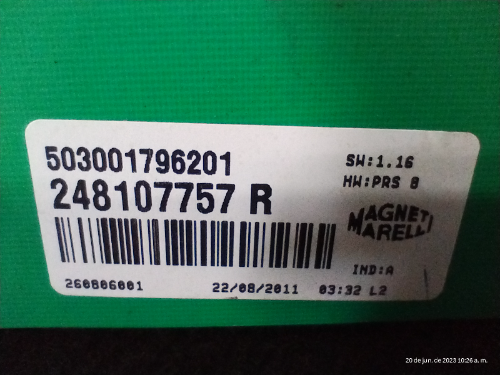 503001796201
SW:1.16
248107757 R
HW:PRS 0
MAGNETI
MARELLI
IND:A
260806001 22/08/2011 03:32 L2
20 de jun. de 2023 10:26 a. m.